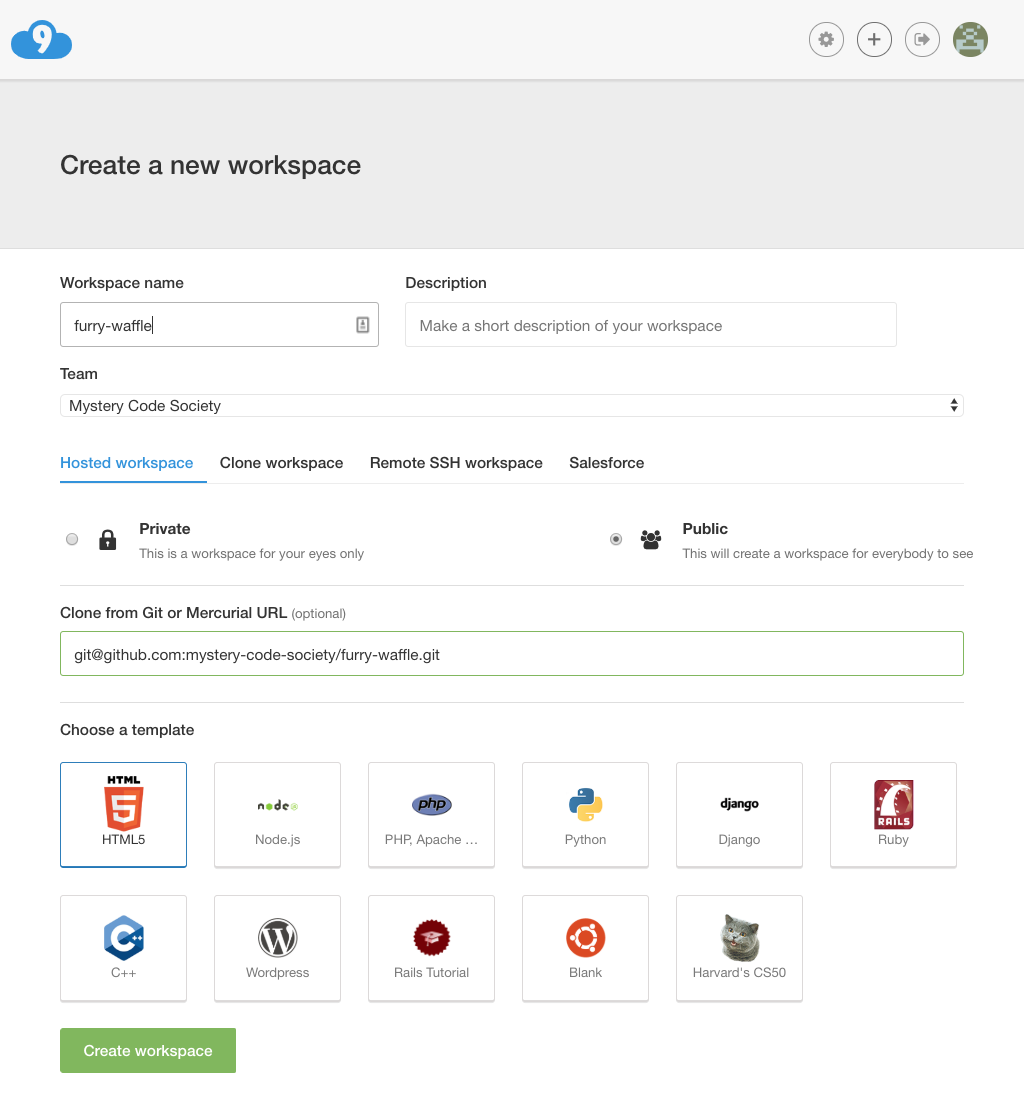 9
Create a new workspace
Workspace name
Description
furry-waffle
Make a short description of your workspace
Team
Mystery Code Society
Hosted workspace
Clone workspace
Remote SSH workspace
Salesforce
Private
This is a workspace for your eyes only
Public
This will create a workspace for everybody to see
Clone from Git or Mercurial URL (optional)
git@github.com:mystery-code-society/furry-waffle.git
Choose a template
HTML
5
HTML5
node
Node.js
php
PHP, Apache ...
Python
django
Django
RAILS
Ruby
C++
C++
W
Wordpress
Rails Tutorial
Blank
Harvard's CS50
Create workspace